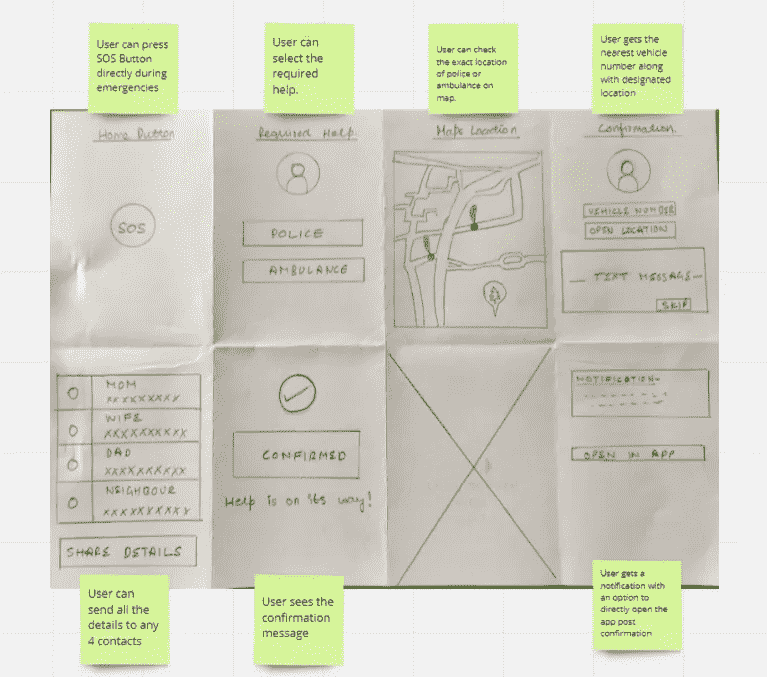 User can press
SOS Button
directly during
emergencies
User can
select the
required
help.
User can check
the exact location
of police or
ambulance on
map.
User gets the
nearest vehicle
number along
with designated
location
Home Button
SOS
Required Help
POLICE
AMBULANCE
Maps Location
Confirmation
VEHICLE NUMBER
OPEN LOCATION
TEXT MESSAGE
SKIP
MOM
XXXXXXXXX
WIFE
XXXXXXXXXX
DAD
XXXXXXXXXX
NEIGHBOUR
XXXXXXXXXX
SHARE DETAILS
CONFIRMED
Help is on its way!
NOTIFICATION-
OPEN IN APP
User can
send all the
details to any
4 contacts
User sees the
confirmation
message
User gets a
notification with
an option to
directly open the
app post
confirmation